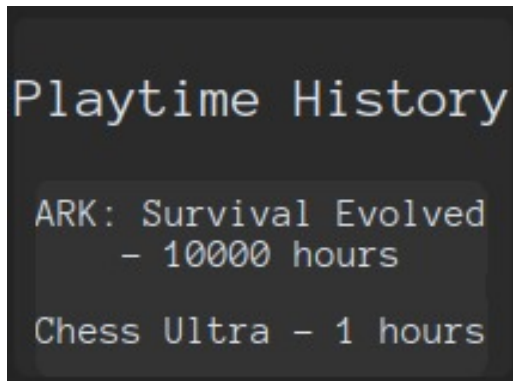 Playtime History
ARK: Survival Evolved
– 10000 hours
Chess Ultra – 1 hours